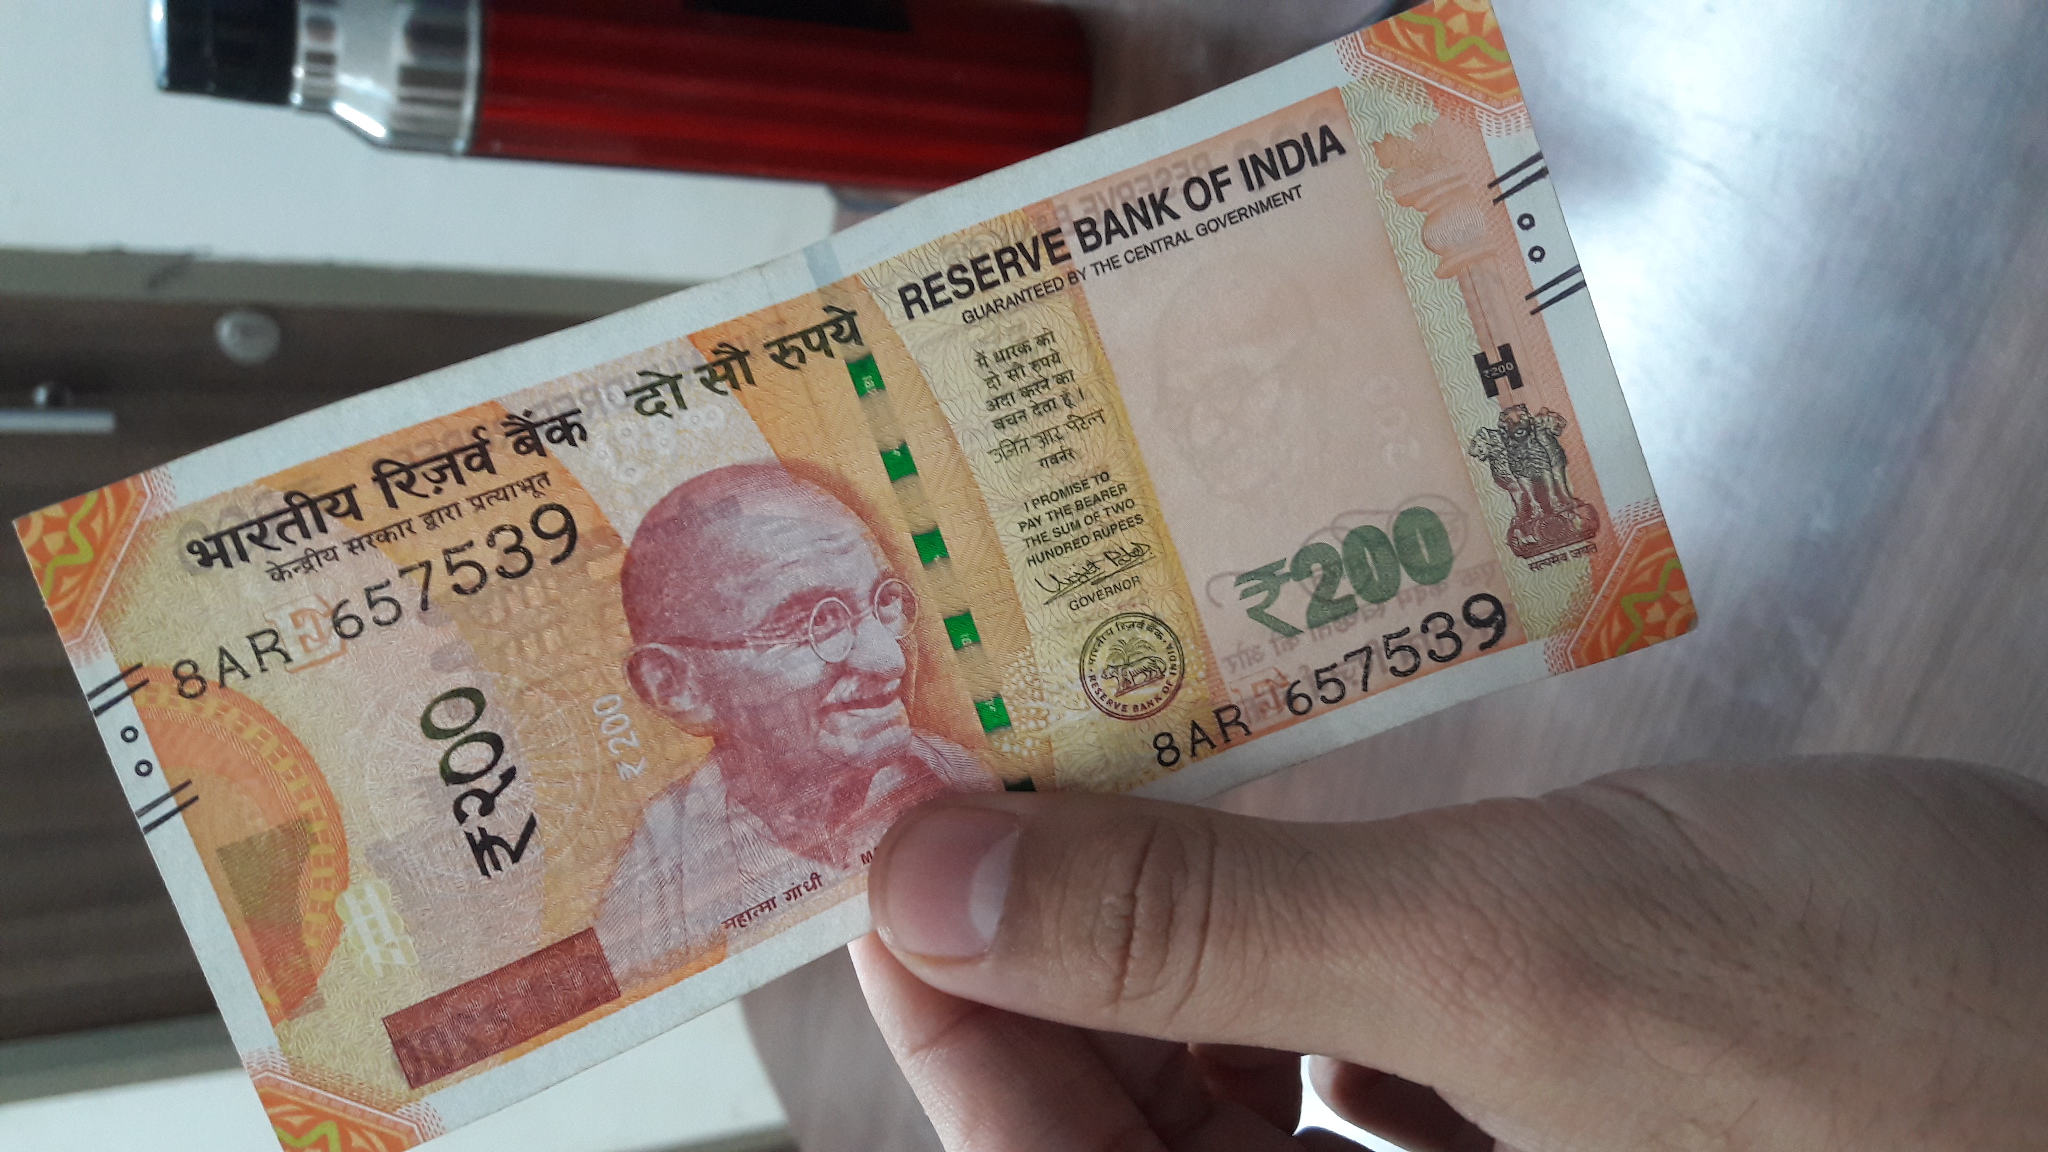 भारतीय रिज़र्व बैंक
केन्द्रीय सरकार द्वारा प्रत्याभूत
दो सौ रुपये
RESERVE BANK OF INDIA
GUARANTEED BY THE CENTRAL GOVERNMENT
8AR 657539
₹२००
₹200
महात्मा गांधी
मैं धारक को
दो सौ रुपये
अदा करने का
वचन देता हूँ।
गवर्नर
I PROMISE TO
PAY THE BEARER
THE SUM OF TWO
HUNDRED RUPEES
GOVERNOR
भारतीय रिज़र्व बैंक
RESERVE BANK OF INDIA
₹200
8AR 657539
₹200
सत्यमेव जयते